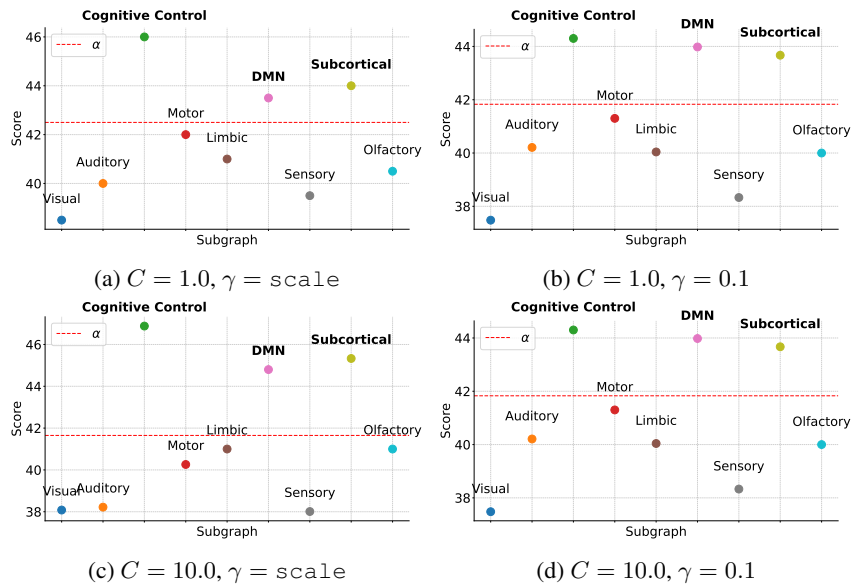 Cognitive Control
46
α
Subcortical
DMN
44
Motor
Score
42
Limbic
Olfactory
Auditory
Sensory
40
Visual
Subgraph
(a) C = 1.0, γ = scale
Cognitive Control
DMN
44
α
Subcortical
42
Motor
Score
Auditory
Limbic
Olfactory
40
Sensory
Visual
38
Subgraph
(b) C = 1.0, γ = 0.1
Cognitive Control
α
46
Subcortical
DMN
44
Score
42
Limbic
Olfactory
Motor
40
Visual
Auditory
Sensory
38
Subgraph
(c) C = 10.0, γ = scale
Cognitive Control
DMN
44
α
Subcortical
42
Motor
Score
Auditory
Limbic
Olfactory
40
Sensory
Visual
38
Subgraph
(d) C = 10.0, γ = 0.1